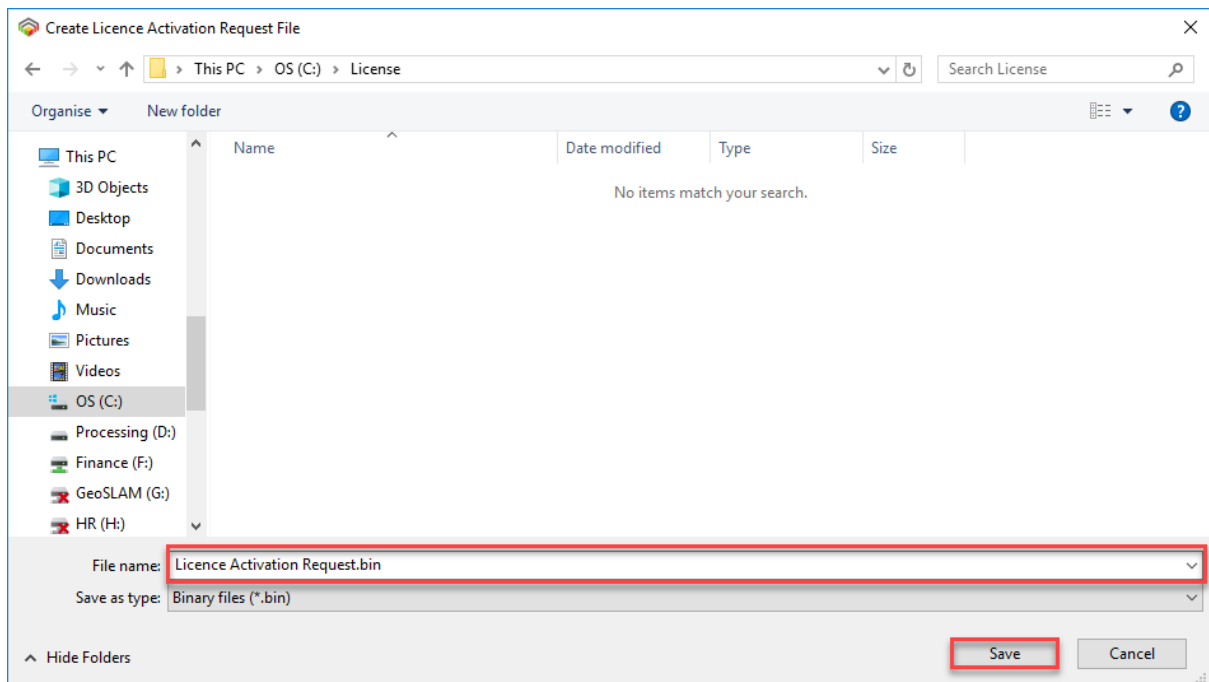 Create Licence Activation Request File
This PC > OS (C:) > License
Search License
Organise
New folder
?
Name
Date modified
Type
Size
No items match your search.
This PC
3D Objects
Desktop
Documents
Downloads
Music
Pictures
Videos
OS (C:)
Processing (D:)
Finance (F:)
GeoSLAM (G:)
HR (H:)
File name: Licence Activation Request.bin
Save as type: Binary files (*.bin)
Hide Folders
Save
Cancel